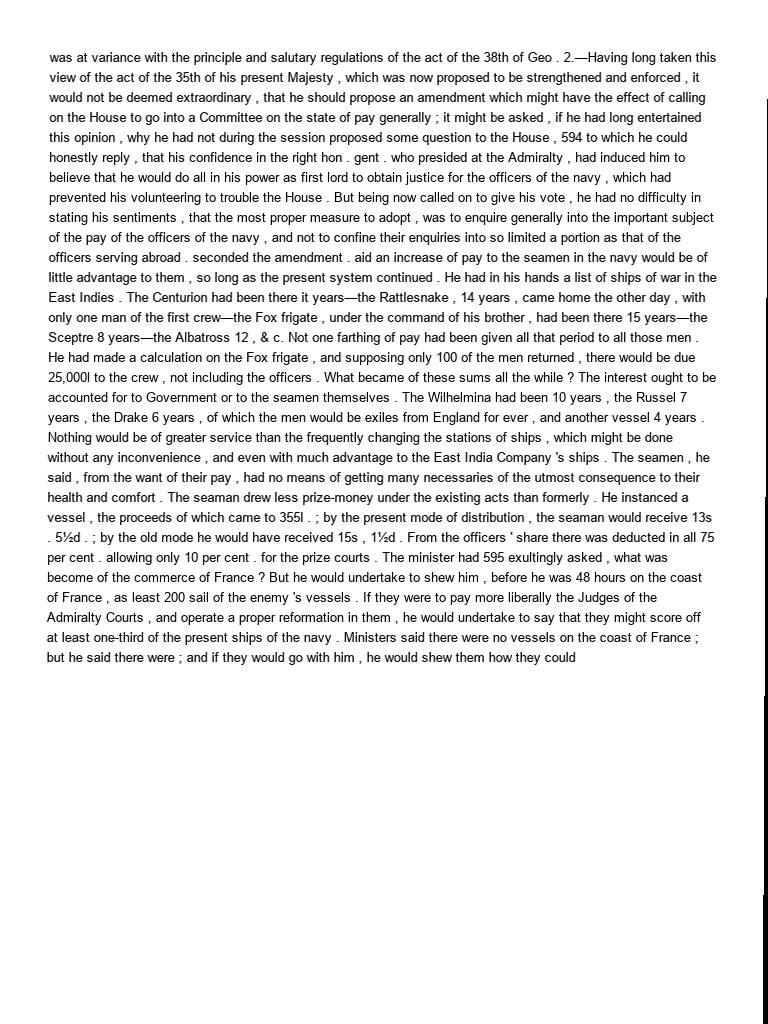 was at variance with the principle and salutary regulations of the act of the 38th of Geo . 2.—Having long taken this
view of the act of the 35th of his present Majesty , which was now proposed to be strengthened and enforced , it
would not be deemed extraordinary , that he should propose an amendment which might have the effect of calling
on the House to go into a Committee on the state of pay generally ; it might be asked , if he had long entertained
this opinion , why he had not during the session proposed some question to the House , 594 to which he could
honestly reply , that his confidence in the right hon . gent . who presided at the Admiralty , had induced him to
believe that he would do all in his power as first lord to obtain justice for the officers of the navy , which had
prevented his volunteering to trouble the House . But being now called on to give his vote , he had no difficulty in
stating his sentiments , that the most proper measure to adopt , was to enquire generally into the important subject
of the pay of the officers of the navy , and not to confine their enquiries into so limited a portion as that of the
officers serving abroad . seconded the amendment . aid an increase of pay to the seamen in the navy would be of
little advantage to them , so long as the present system continued . He had in his hands a list of ships of war in the
East Indies . The Centurion had been there it years—the Rattlesnake , 14 years , came home the other day , with
only one man of the first crew—the Fox frigate , under the command of his brother , had been there 15 years—the
Sceptre 8 years—the Albatross 12 , & c. Not one farthing of pay had been given all that period to all those men .
He had made a calculation on the Fox frigate , and supposing only 100 of the men returned , there would be due
25,000l to the crew , not including the officers . What became of these sums all the while ? The interest ought to be
accounted for to Government or to the seamen themselves . The Wilhelmina had been 10 years , the Russel 7
years , the Drake 6 years , of which the men would be exiles from England for ever , and another vessel 4 years .
Nothing would be of greater service than the frequently changing the stations of ships , which might be done
without any inconvenience , and even with much advantage to the East India Company 's ships . The seamen , he
said , from the want of their pay , had no means of getting many necessaries of the utmost consequence to their
health and comfort . The seaman drew less prize-money under the existing acts than formerly . He instanced a
vessel , the proceeds of which came to 355l . ; by the present mode of distribution , the seaman would receive 13s
. 5½d . ; by the old mode he would have received 15s , 1½d . From the officers ' share there was deducted in all 75
per cent . allowing only 10 per cent . for the prize courts . The minister had 595 exultingly asked , what was
become of the commerce of France ? But he would undertake to shew him , before he was 48 hours on the coast
of France , as least 200 sail of the enemy 's vessels . If they were to pay more liberally the Judges of the
Admiralty Courts , and operate a proper reformation in them , he would undertake to say that they might score off
at least one-third of the present ships of the navy . Ministers said there were no vessels on the coast of France ;
but he said there were ; and if they would go with him , he would shew them how they could